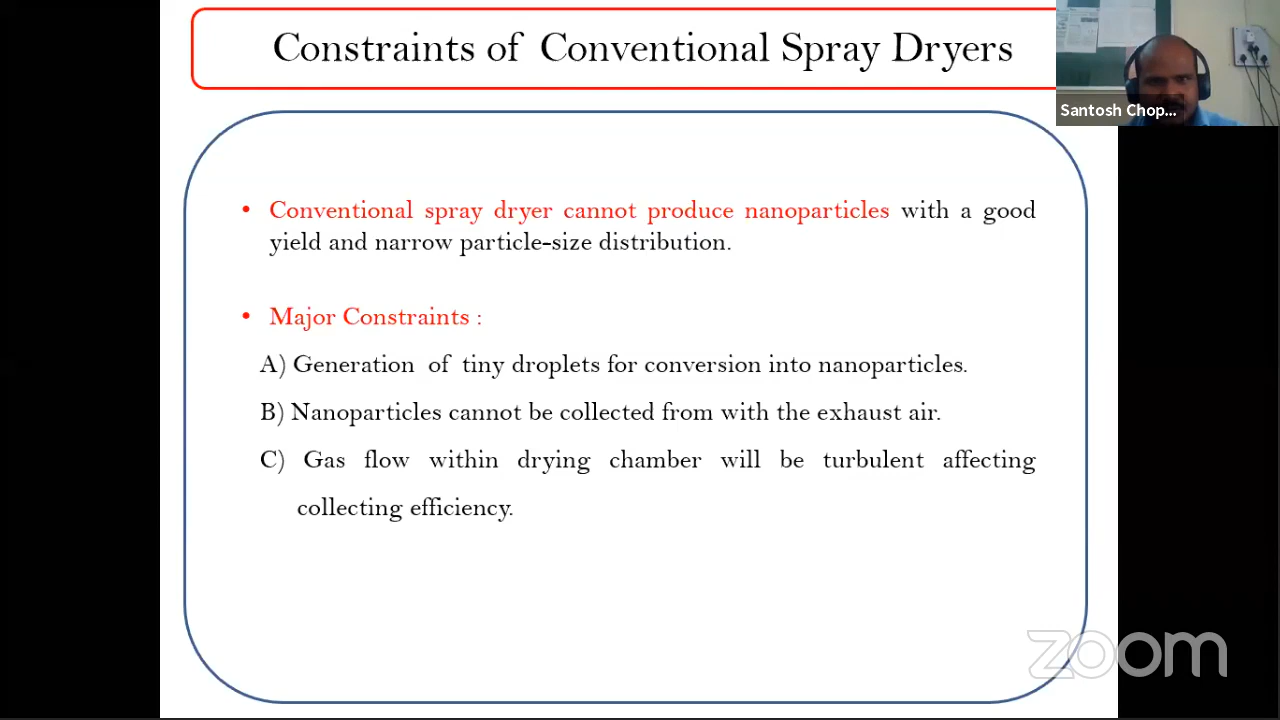 Constraints of Conventional Spray Dryers
Santosh Chop...
• Conventional spray dryer cannot produce nanoparticles with a good
yield and narrow particle-size distribution.
• Major Constraints :
A) Generation of tiny droplets for conversion into nanoparticles.
B) Nanoparticles cannot be collected from with the exhaust air.
C) Gas flow within drying chamber will be turbulent affecting
collecting efficiency.
zoom